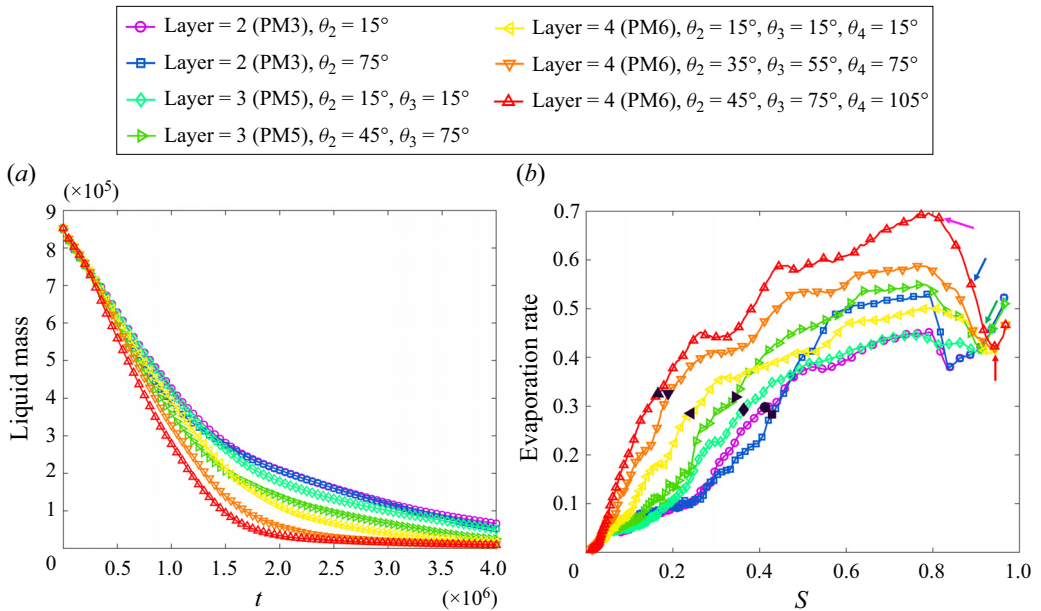 Layer = 2 (PM3), θ₂ = 15°
Layer = 2 (PM3), θ₂ = 75°
Layer = 3 (PM5), θ₂ = 15°, θ₃ = 15°
Layer = 3 (PM5), θ₂ = 45°, θ₃ = 75°
Layer = 4 (PM6), θ₂ = 15°, θ₃ = 15°, θ₄ = 15°
Layer = 4 (PM6), θ₂ = 35°, θ₃ = 55°, θ₄ = 75°
Layer = 4 (PM6), θ₂ = 45°, θ₃ = 75°, θ₄ = 105°
(a)
(×10⁵)
9
8
7
6
5
4
3
2
1
0
Liquid mass
0.5 1.0 1.5 2.0 2.5 3.0 3.5 4.0
t
(×10⁶)
(b)
0.7
0.6
0.5
0.4
0.3
0.2
0.1
Evaporation rate
0 0.2 0.4 0.6 0.8 1.0
S